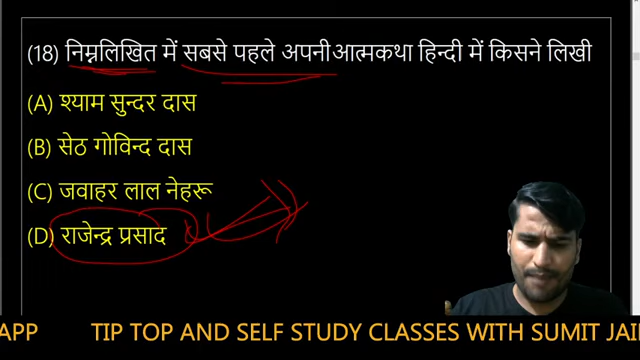 (18) निम्नलिखित में सबसे पहले अपनी आत्मकथा हिन्दी में किसने लिखी
(A) श्याम सुन्दर दास
(B) सेठ गोविन्द दास
(C) जवाहर लाल नेहरू
(D) राजेन्द्र प्रसाद
APP TIP TOP AND SELF STUDY CLASSES WITH SUMIT JAI